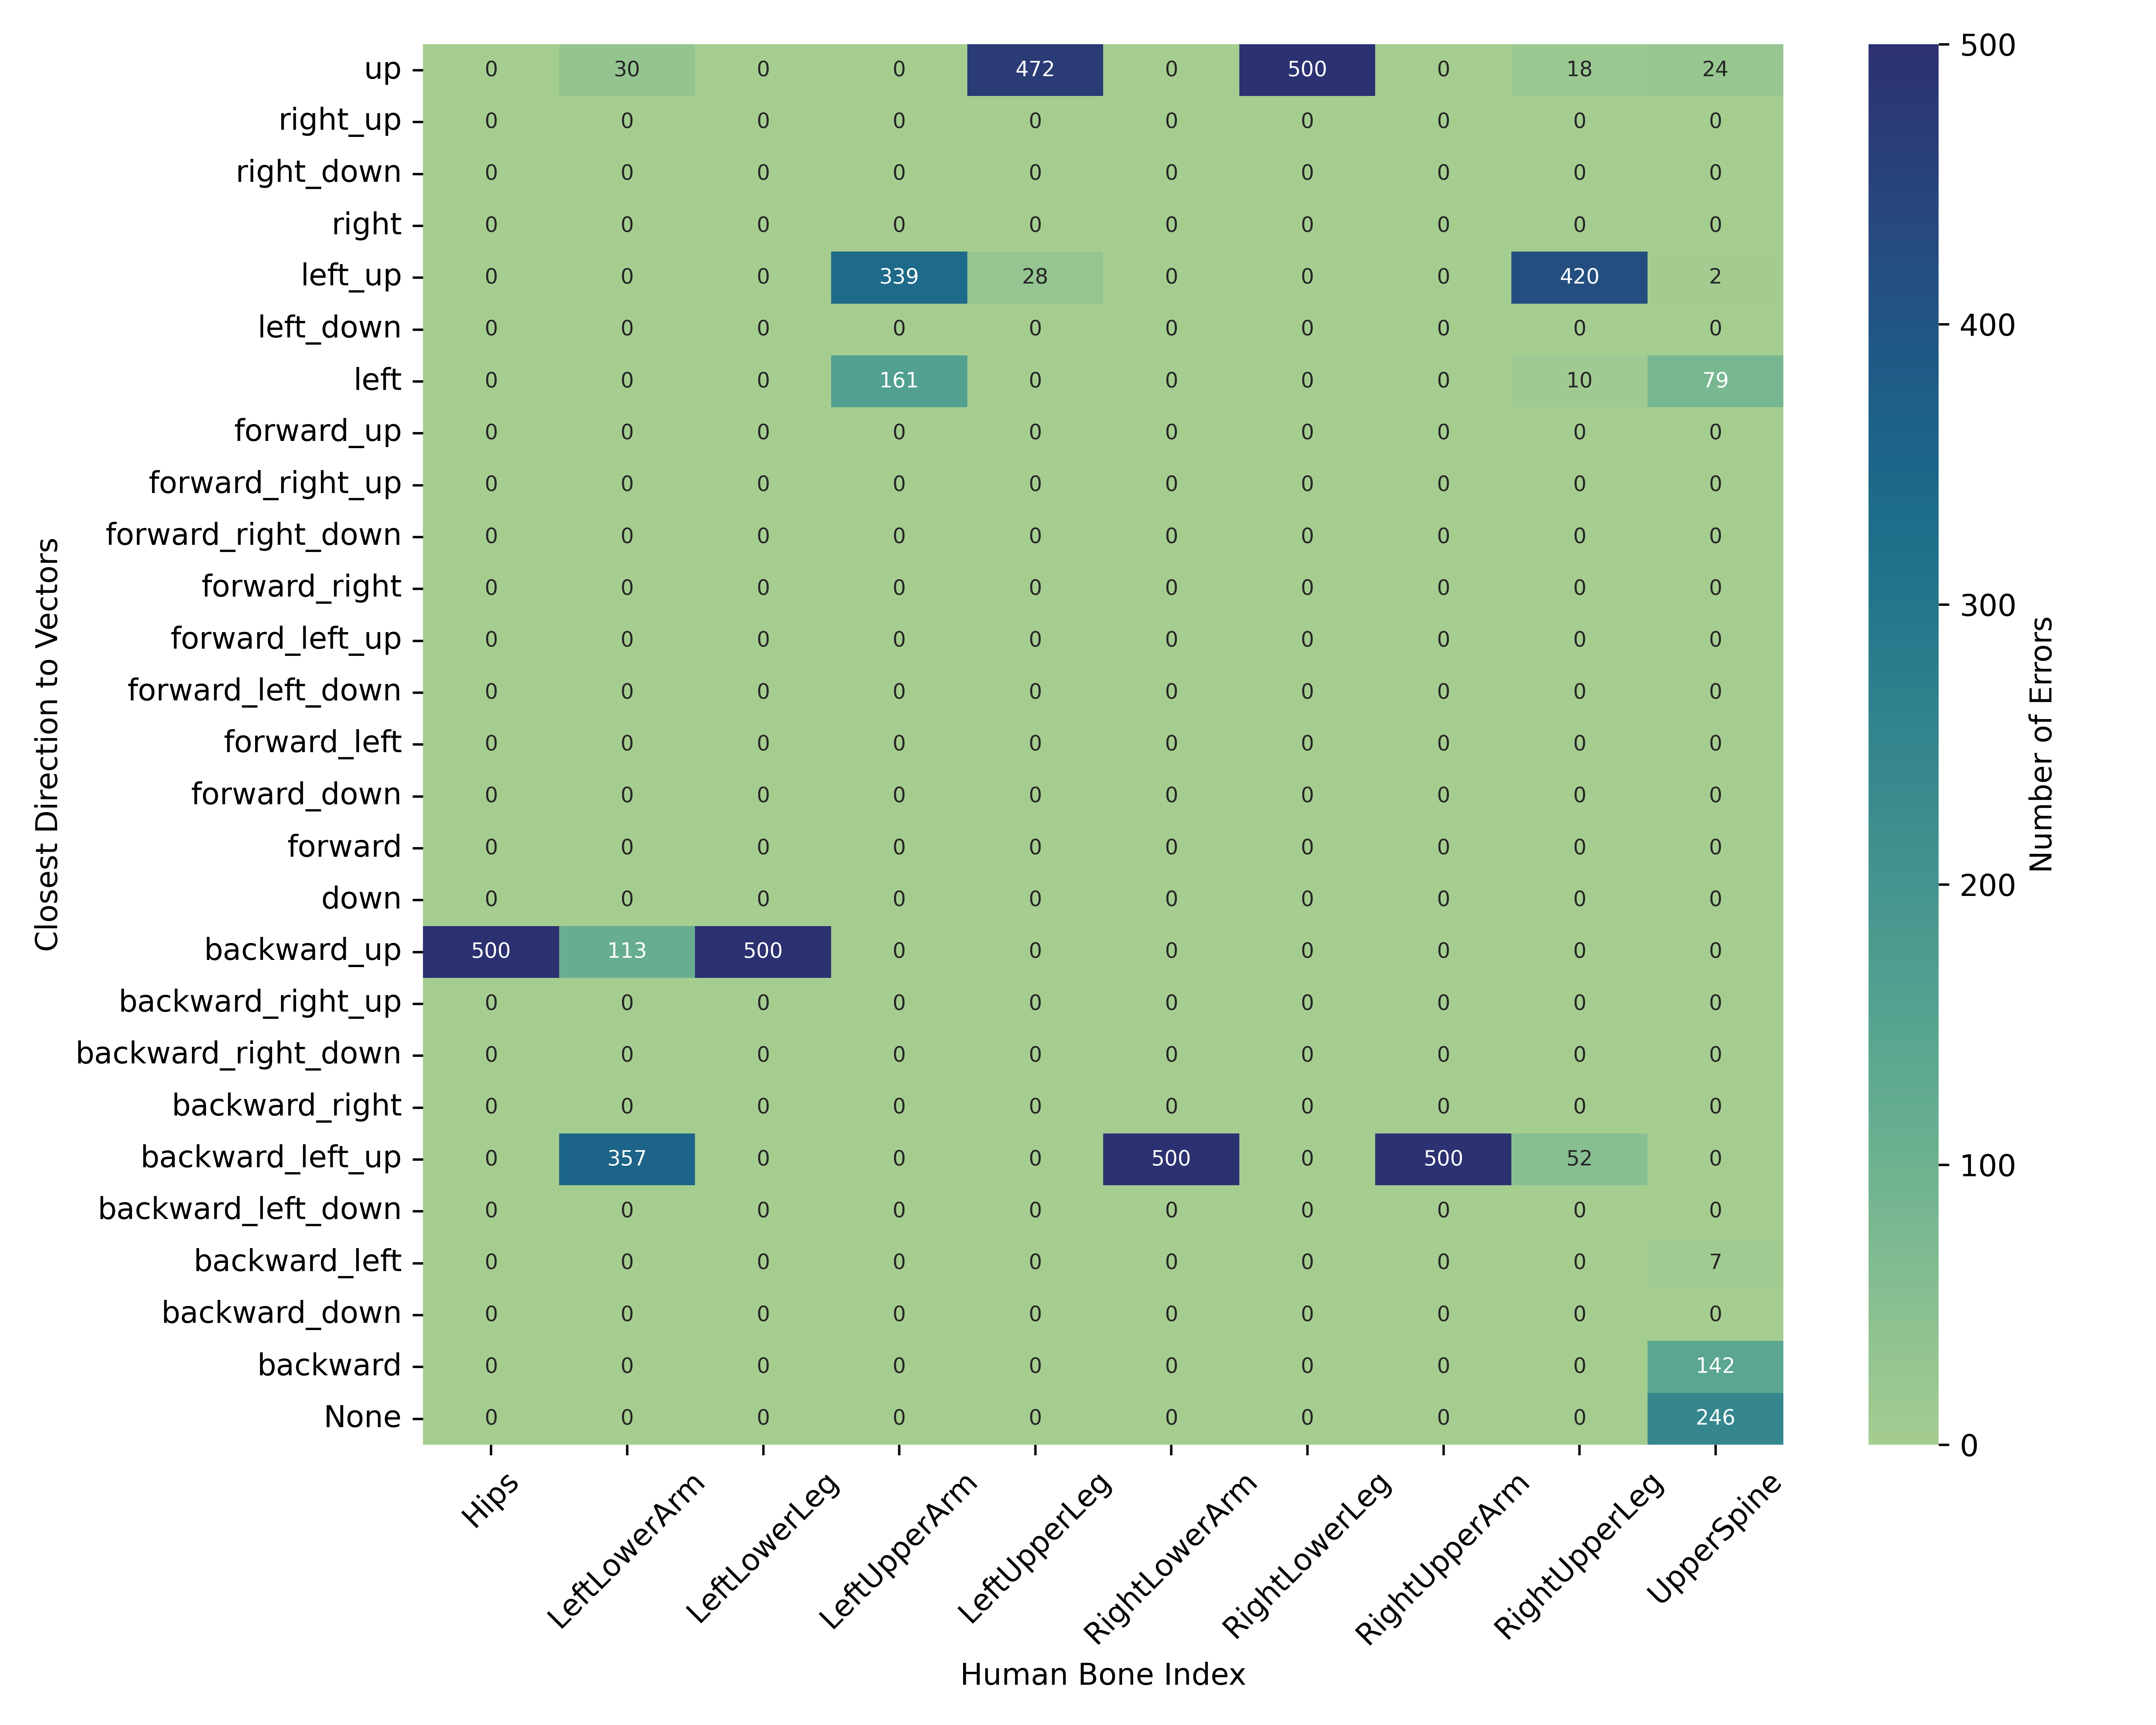 up 0 30 0 0 472 0 500 0 18 24
right_up 0 0 0 0 0 0 0 0 0 0
right_down 0 0 0 0 0 0 0 0 0 0
right 0 0 0 0 0 0 0 0 0 0
left_up 0 0 0 339 28 0 0 0 420 2
left_down 0 0 0 0 0 0 0 0 0 0
left 0 0 0 161 0 0 0 0 10 79
forward_up 0 0 0 0 0 0 0 0 0 0
forward_right_up 0 0 0 0 0 0 0 0 0 0
forward_right_down 0 0 0 0 0 0 0 0 0 0
forward_right 0 0 0 0 0 0 0 0 0 0
forward_left_up 0 0 0 0 0 0 0 0 0 0
forward_left_down 0 0 0 0 0 0 0 0 0 0
forward_left 0 0 0 0 0 0 0 0 0 0
forward_down 0 0 0 0 0 0 0 0 0 0
forward 0 0 0 0 0 0 0 0 0 0
down 0 0 0 0 0 0 0 0 0 0
backward_up 500 113 500 0 0 0 0 0 0 0
backward_right_up 0 0 0 0 0 0 0 0 0 0
backward_right_down 0 0 0 0 0 0 0 0 0 0
backward_right 0 0 0 0 0 0 0 0 0 0
backward_left_up 0 357 0 0 0 500 0 500 52 0
backward_left_down 0 0 0 0 0 0 0 0 0 0
backward_left 0 0 0 0 0 0 0 0 0 7
backward_down 0 0 0 0 0 0 0 0 0 0
backward 0 0 0 0 0 0 0 0 0 142
None 0 0 0 0 0 0 0 0 0 246
Closest Direction to Vectors
Hips LeftLowerArm LeftLowerLeg LeftUpperArm LeftUpperLeg RightLowerArm RightLowerLeg RightUpperArm RightUpperLeg UpperSpine
Human Bone Index
500
400
300
200
100
0
Number of Errors